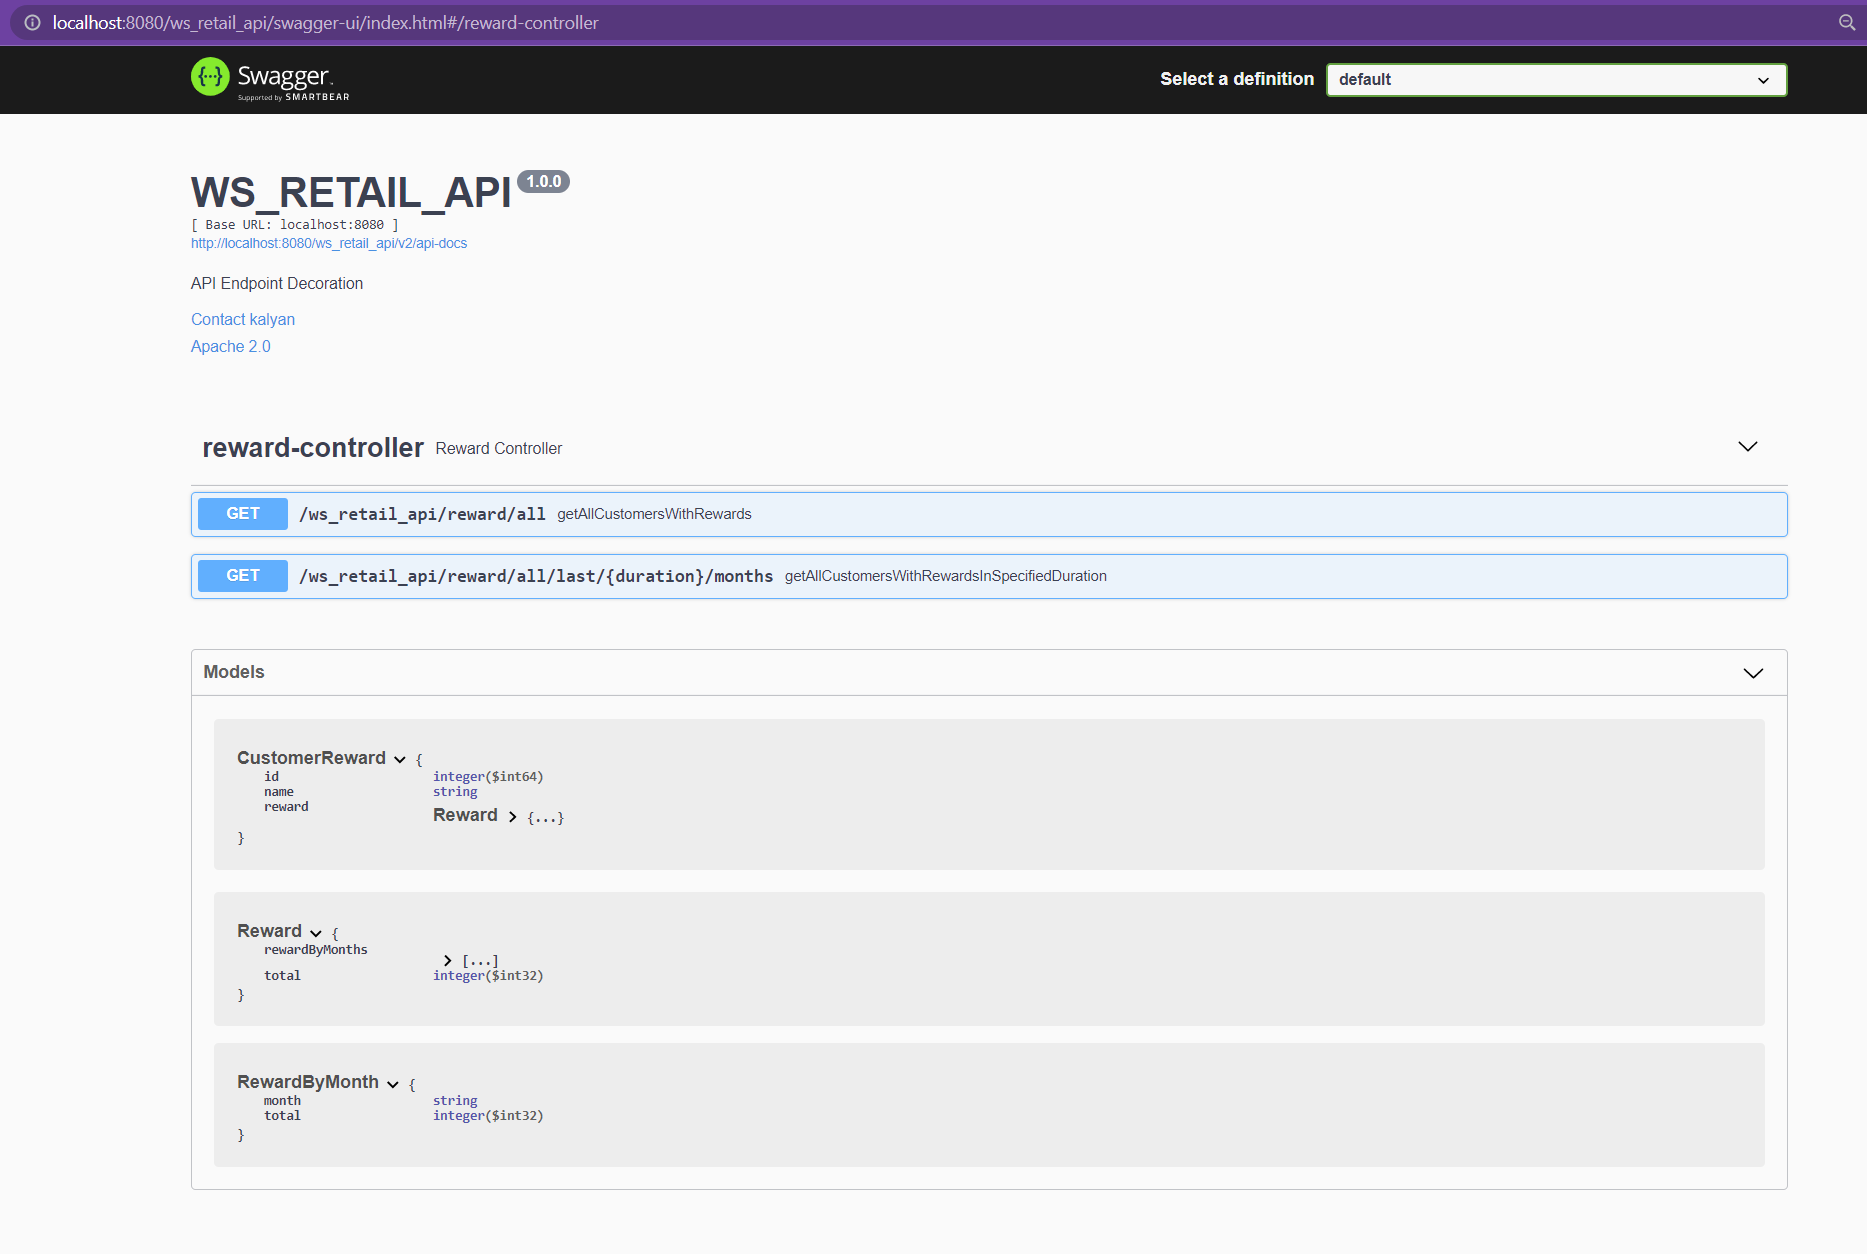 localhost:8080/ws_retail_api/swagger-ui/index.html#/reward-controller
{···} Swagger.
Supported by SMARTBEAR
Select a definition default
WS_RETAIL_API 1.0.0
[ Base URL: localhost:8080 ]
http://localhost:8080/ws_retail_api/v2/api-docs
API Endpoint Decoration
Contact kalyan
Apache 2.0
reward-controller Reward Controller
GET /ws_retail_api/reward/all getAllCustomersWithRewards
GET /ws_retail_api/reward/all/last/{duration}/months getAllCustomersWithRewardsInSpecifiedDuration
Models
CustomerReward {
id integer($int64)
name string
reward
Reward {...}
}
Reward {
rewardByMonths
[...]
total integer($int32)
}
RewardByMonth {
month string
total integer($int32)
}